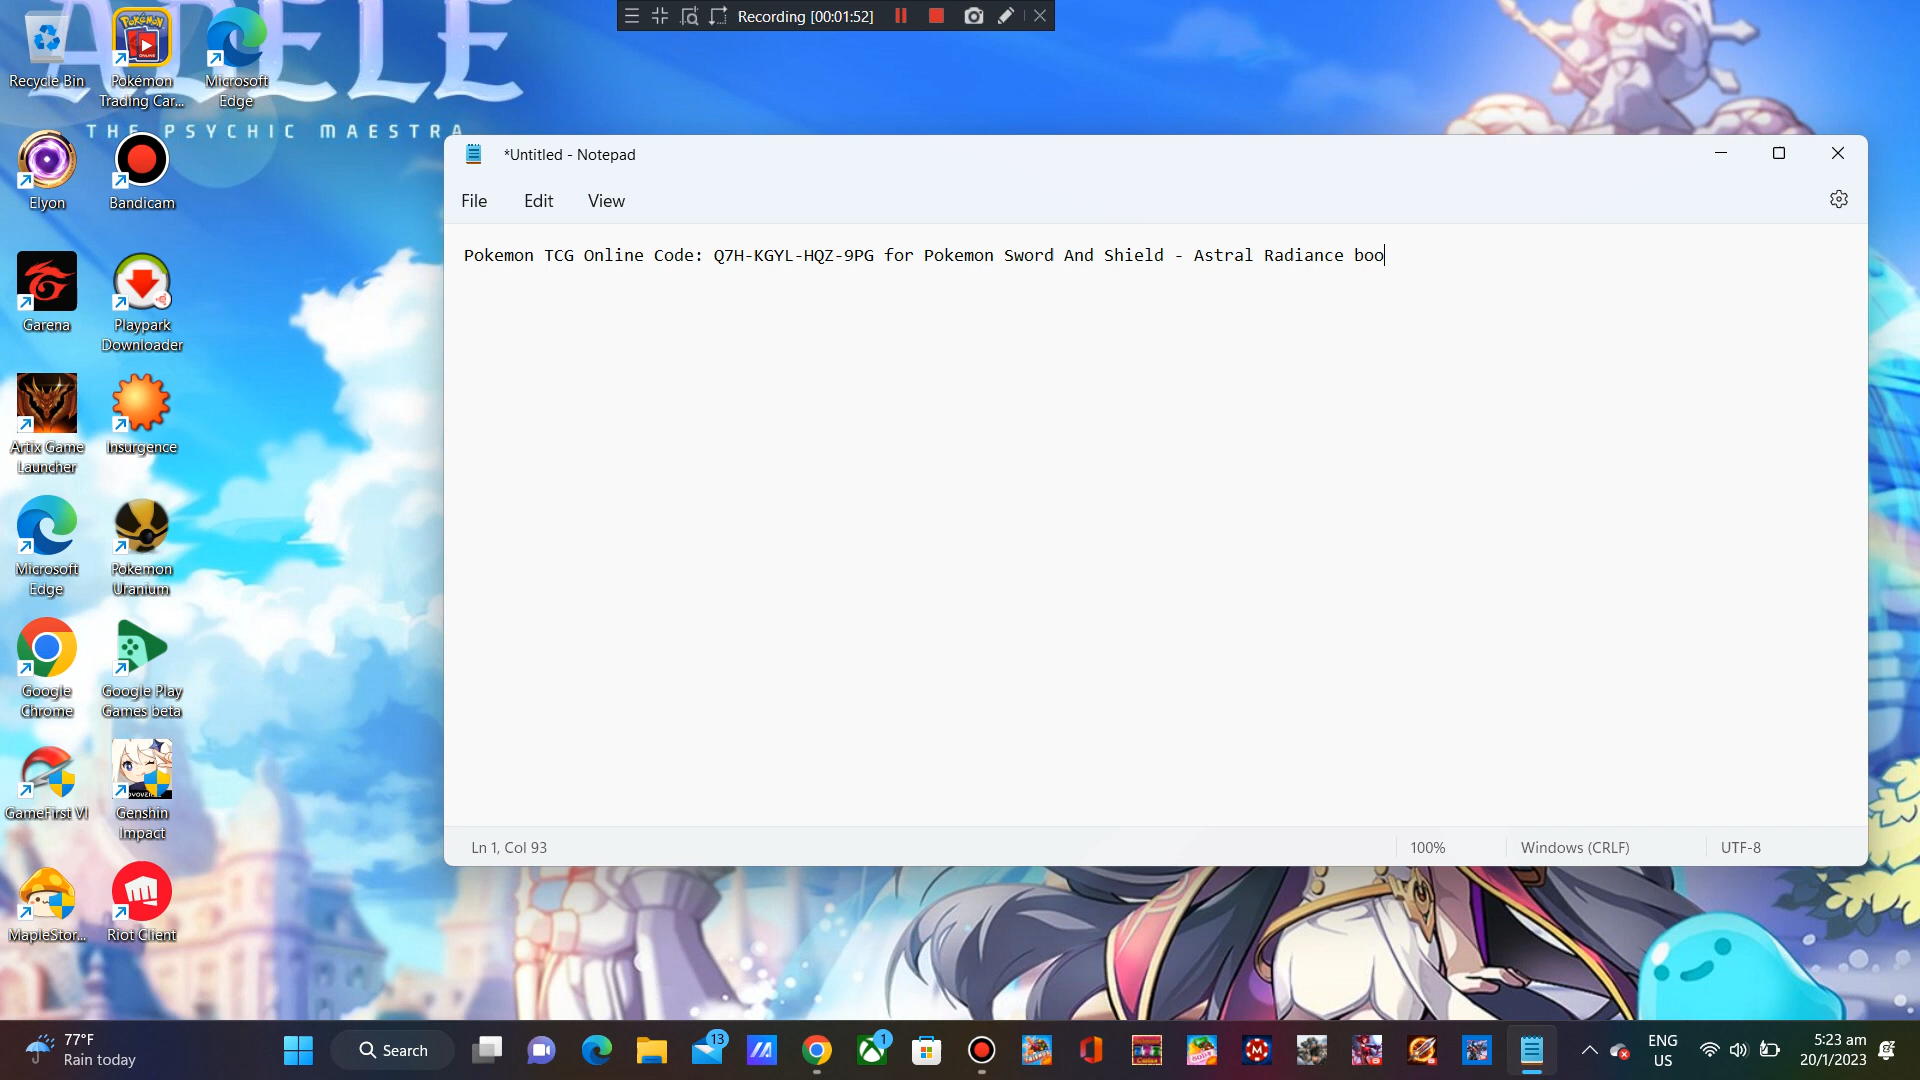 Recording [00:01:52]
ADELE
THE PSYCHIC MAESTRA
Recycle Bin
Pokémon Trading Car...
Microsoft Edge
Elyon
Bandicam
Garena
Playpark Downloader
Artix Game Launcher
Insurgence
Microsoft Edge
Pokemon Uranium
Google Chrome
Google Play Games beta
GameFirst VI
Genshin Impact
MapleStor...
Riot Client
*Untitled - Notepad
File Edit View
Pokemon TCG Online Code: Q7H-KGYL-HQZ-9PG for Pokemon Sword And Shield - Astral Radiance boo
Ln 1, Col 93
100%
Windows (CRLF)
UTF-8
77°F
Rain today
Search
13
1
ENG
US
5:23 am
20/1/2023